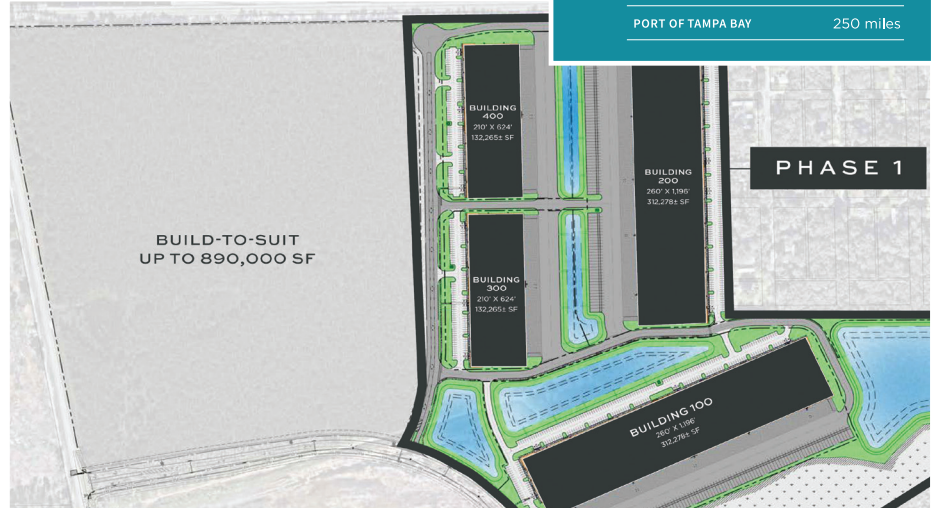 PORT OF TAMPA BAY 250 miles
BUILDING
400
210' X 624'
132,265± SF
BUILDING
200
260' X 1,196'
312,278± SF
PHASE 1
BUILD-TO-SUIT
UP TO 890,000 SF
BUILDING
300
210' X 624'
132,265± SF
BUILDING 100
260' X 1,196'
312,278± SF